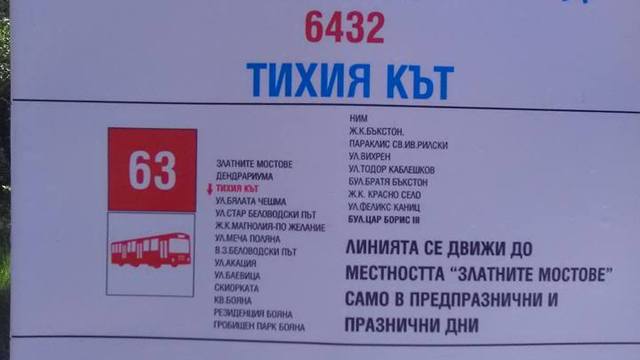 6432
ТИХИЯ КЪТ
63
ЗЛАТНИТЕ МОСТОВЕ
ДЕНДРАРИУМА
ТИХИЯ КЪТ
УЛ.БЯЛАТА ЧЕШМА
УЛ.СТАР БЕЛОВОДСКИ ПЪТ
Ж.К.МАГНОЛИЯ-ПО ЖЕЛАНИЕ
УЛ.МЕЧА ПОЛЯНА
В.З.БЕЛОВОДСКИ ПЪТ
УЛ.АКАЦИЯ
УЛ.БАЕВИЦА
СКИОРКАТА
КВ.БОЯНА
РЕЗИДЕНЦИЯ БОЯНА
ГРОБИЩЕН ПАРК БОЯНА
НИМ
Ж.К.БЪКСТОН.
ПАРАКЛИС СВ.ИВ.РИЛСКИ
УЛ.ВИХРЕН
УЛ.ТОДОР КАБЛЕШКОВ
БУЛ.БРАТЯ БЪКСТОН
Ж.К. КРАСНО СЕЛО
УЛ.ФЕЛИКС КАНИЦ
БУЛ.ЦАР БОРИС III
ЛИНИЯТА СЕ ДВИЖИ ДО
МЕСТНОСТТА “ЗЛАТНИТЕ МОСТОВЕ”
САМО В ПРЕДПРАЗНИЧНИ И
ПРАЗНИЧНИ ДНИ